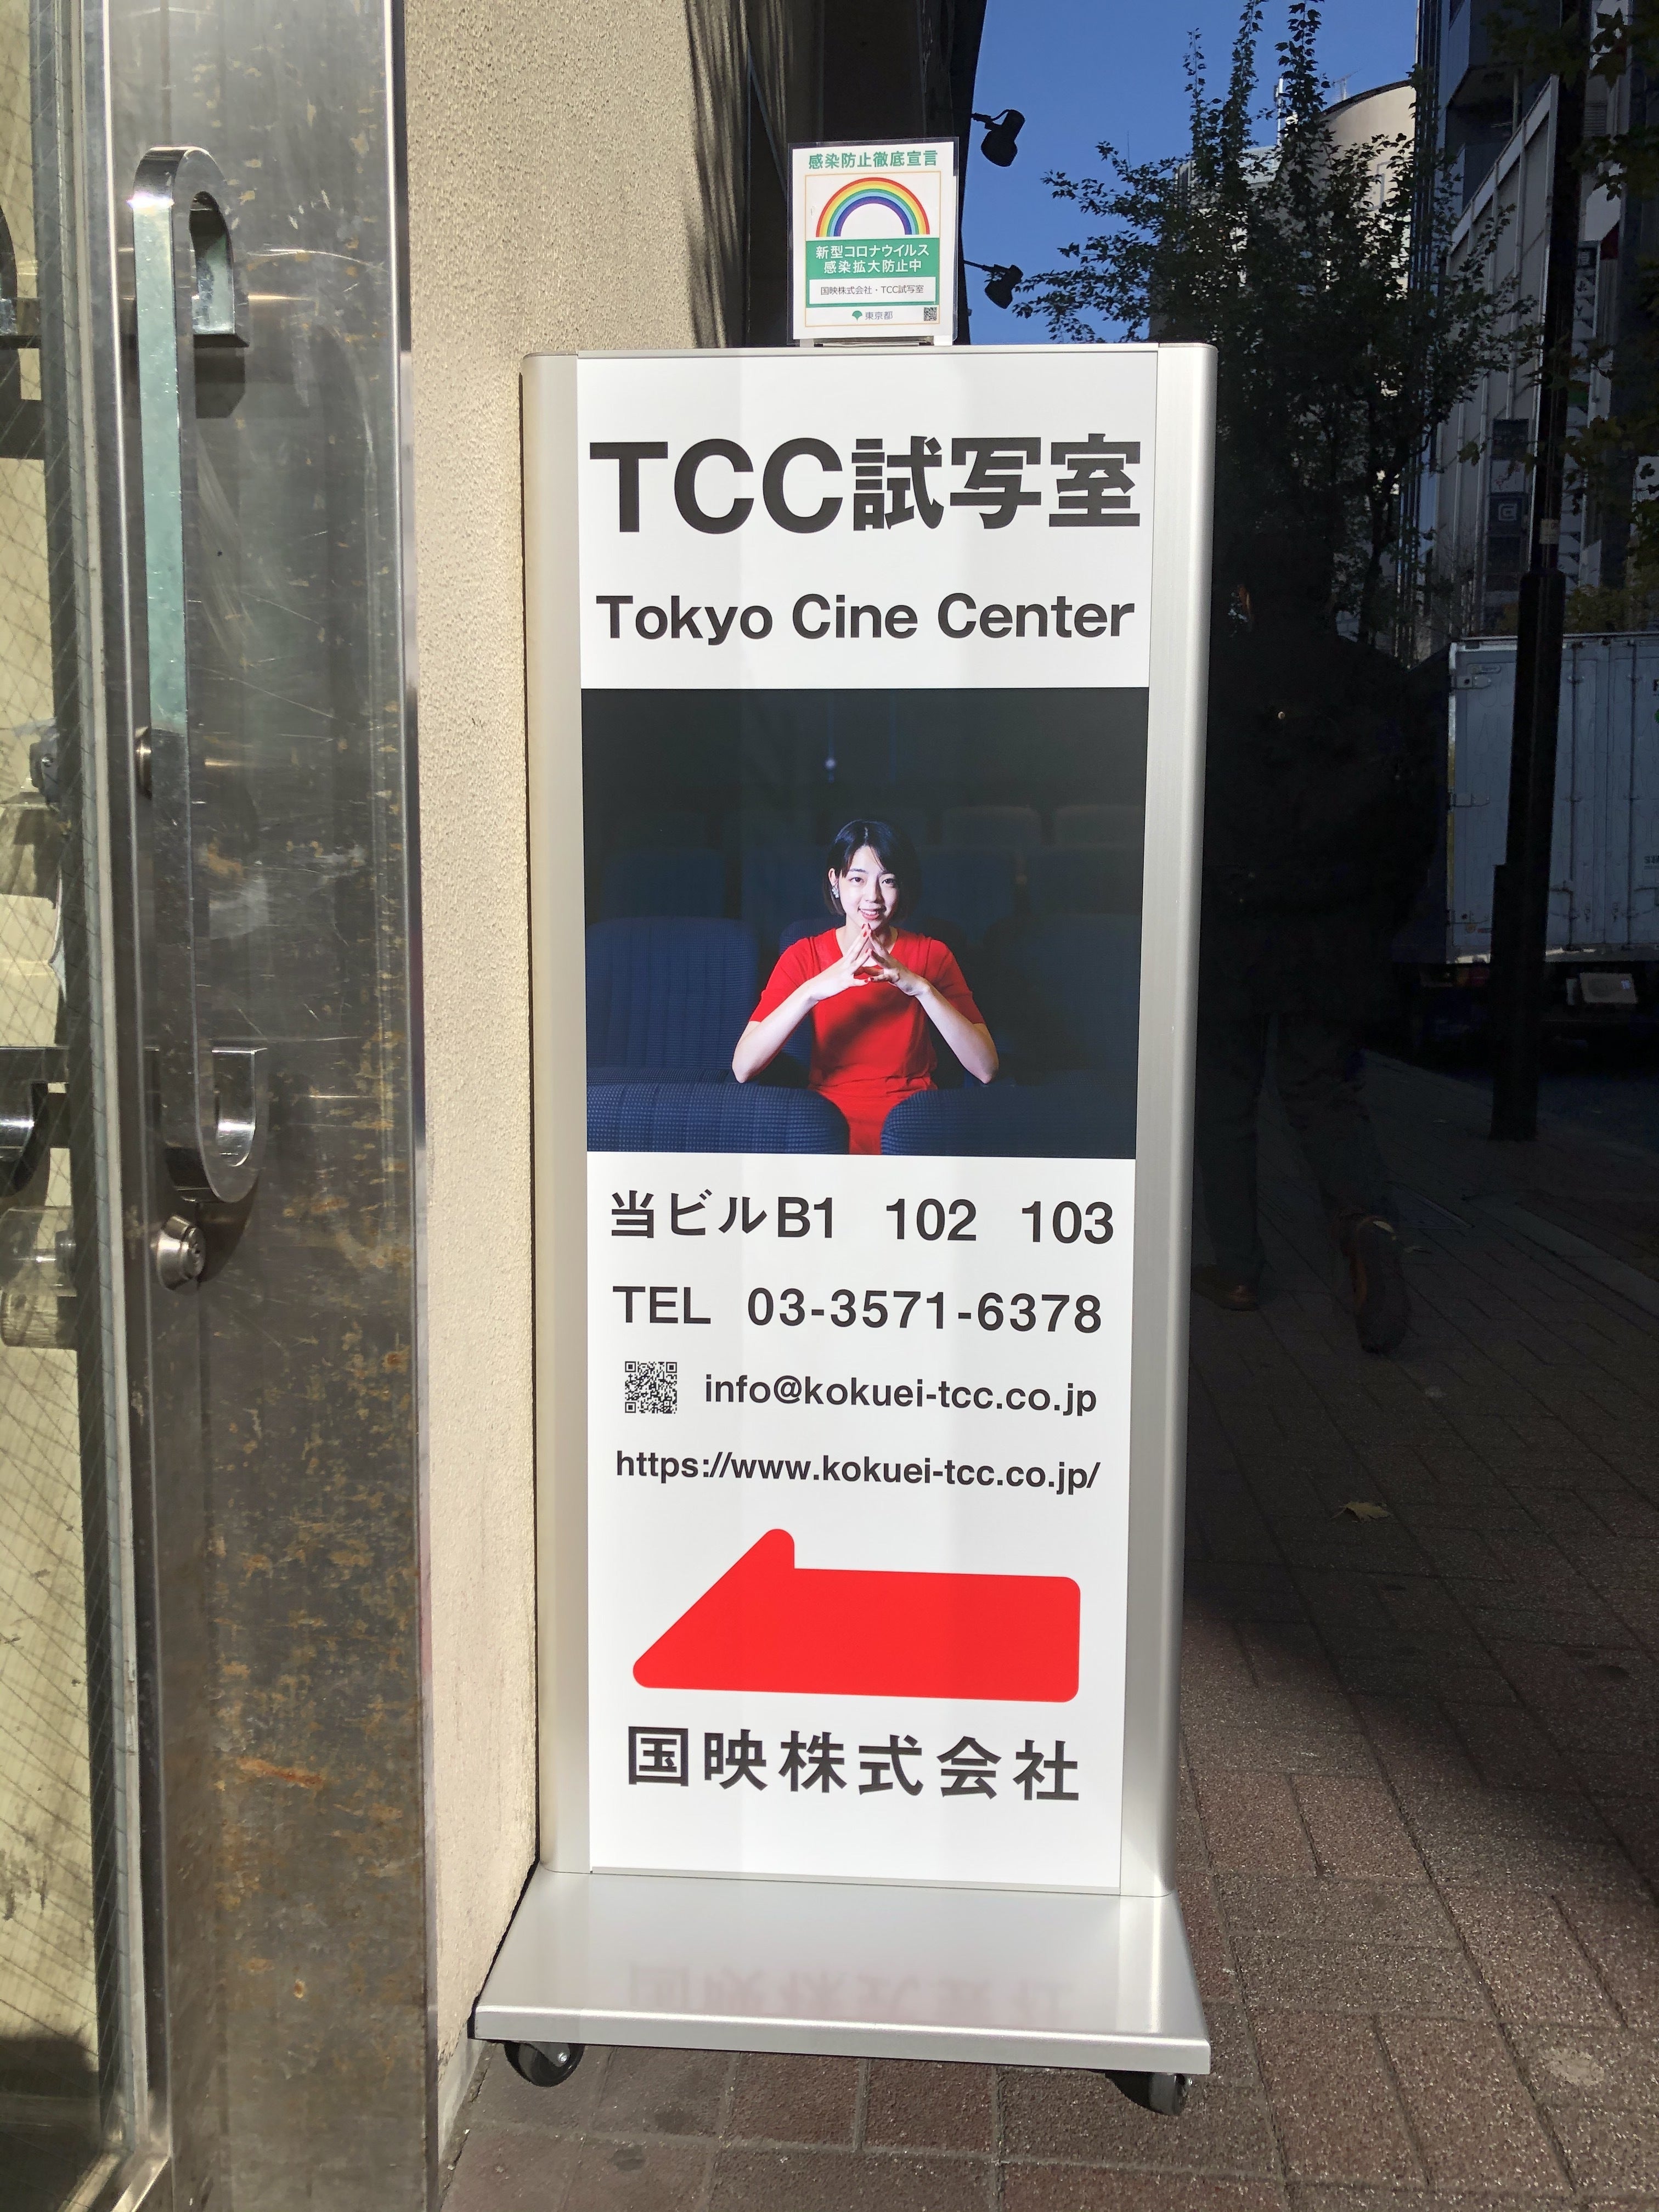 感染防止徹底宣言
新型コロナウイルス
感染拡大防止中
国映株式会社・TCC試写室
東京都
TCC試写室
Tokyo Cine Center
当ビルB1 102 103
TEL 03-3571-6378
info@kokuei-tcc.co.jp
https://www.kokuei-tcc.co.jp/
国映株式会社